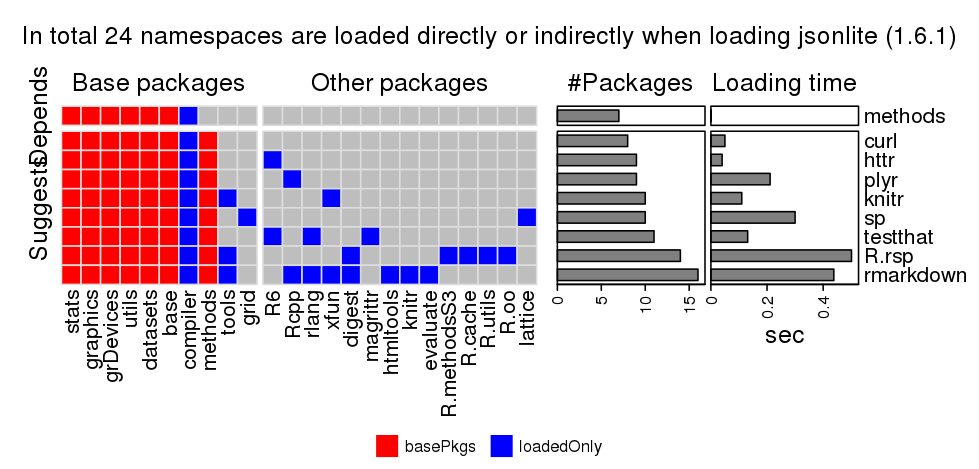 In total 24 namespaces are loaded directly or indirectly when loading jsonlite (1.6.1)
Base packages
Other packages
#Packages
Loading time
Depends
Suggests
methods
curl
httr
plyr
knitr
sp
testthat
R.rsp
rmarkdown
stats
graphics
grDevices
utils
datasets
base
compiler
methods
tools
grid
R6
Rcpp
rlang
xfun
digest
magrittr
htmltools
knitr
evaluate
R.methodsS3
R.cache
R.utils
R.oo
lattice
0
5
10
15
0
0.2
0.4
sec
basePkgs
loadedOnly